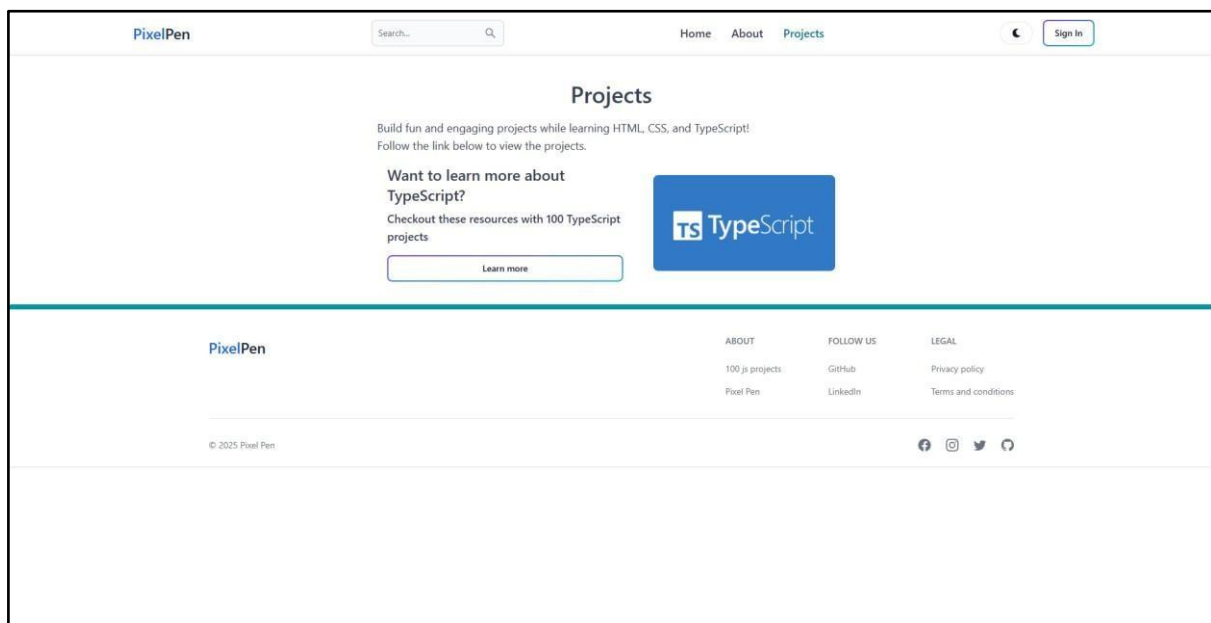 PixelPen
Search...
Home About Projects
Sign In
Projects
Build fun and engaging projects while learning HTML, CSS, and TypeScript!
Follow the link below to view the projects.
Want to learn more about
TypeScript?
Checkout these resources with 100 TypeScript
projects
Learn more
TS TypeScript
PixelPen
ABOUT FOLLOW US LEGAL
100 js projects GitHub Privacy policy
Pixel Pen LinkedIn Terms and conditions
© 2025 Pixel Pen